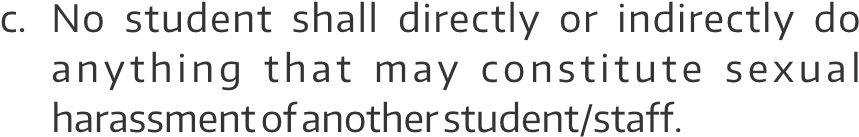 c. No student shall directly or indirectly do
anything that may constitute sexual
harassment of another student/staff.